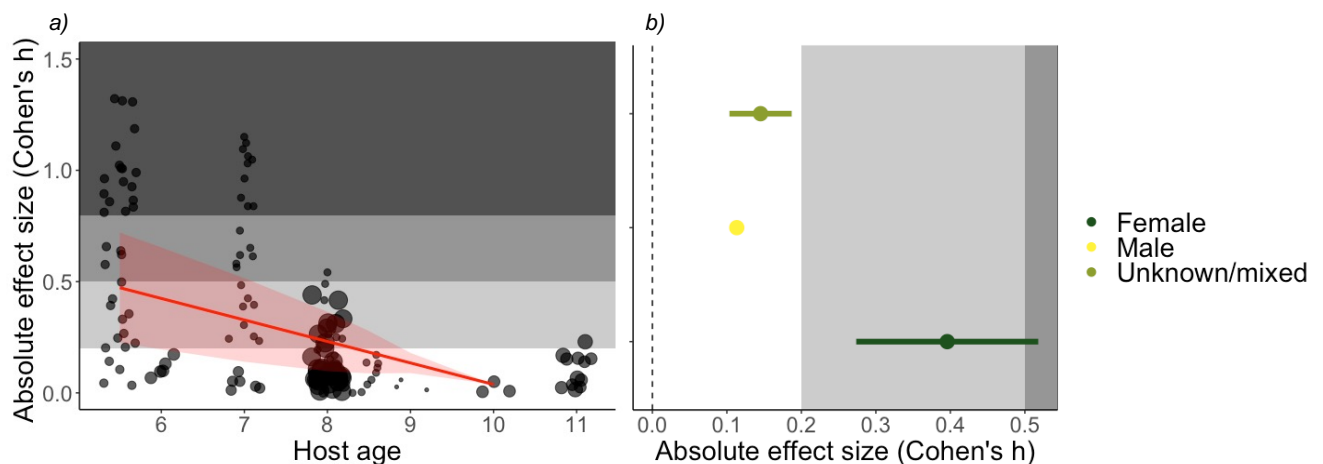 a)
Absolute effect size (Cohen's h)
1.5
1.0
0.5
0.0
6 7 8 9 10 11
Host age
b)
0.0 0.1 0.2 0.3 0.4 0.5
Absolute effect size (Cohen's h)
Female
Male
Unknown/mixed